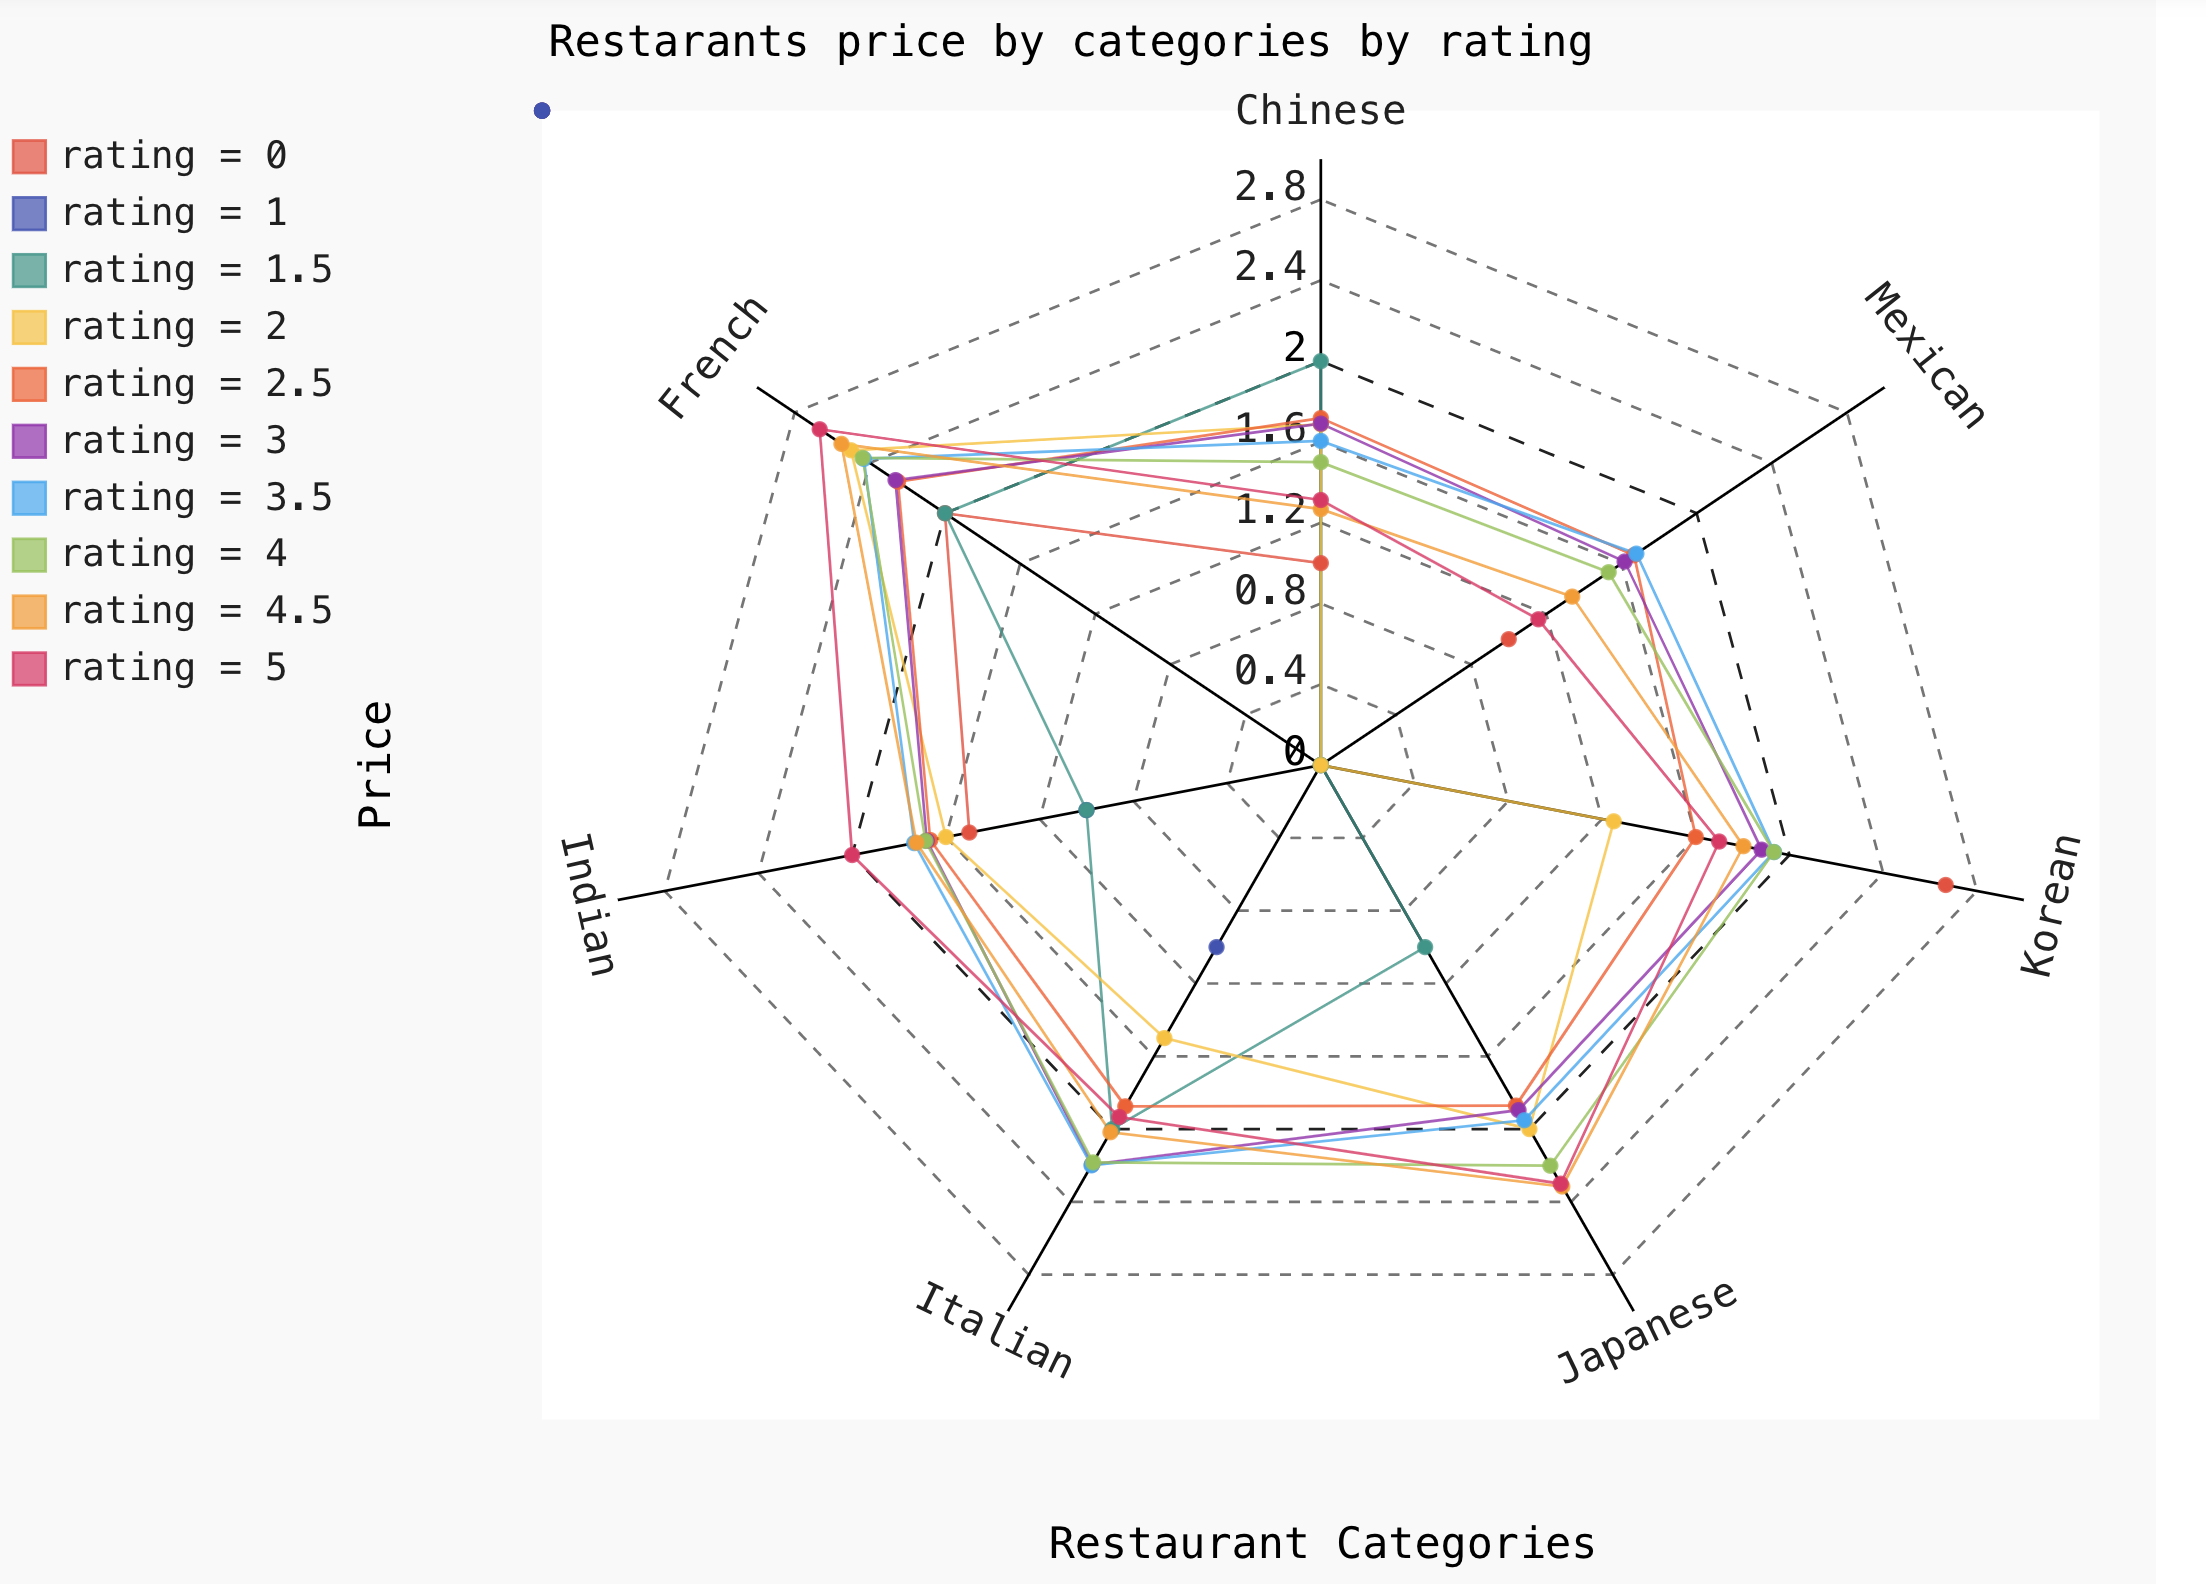 Restarants price by categories by rating
rating = 0
rating = 1
rating = 1.5
rating = 2
rating = 2.5
rating = 3
rating = 3.5
rating = 4
rating = 4.5
rating = 5
Price
Chinese
Mexican
Korean
Japanese
Italian
Indian
French
2.8
2.4
2
1.6
1.2
0.8
0.4
0
Restaurant Categories